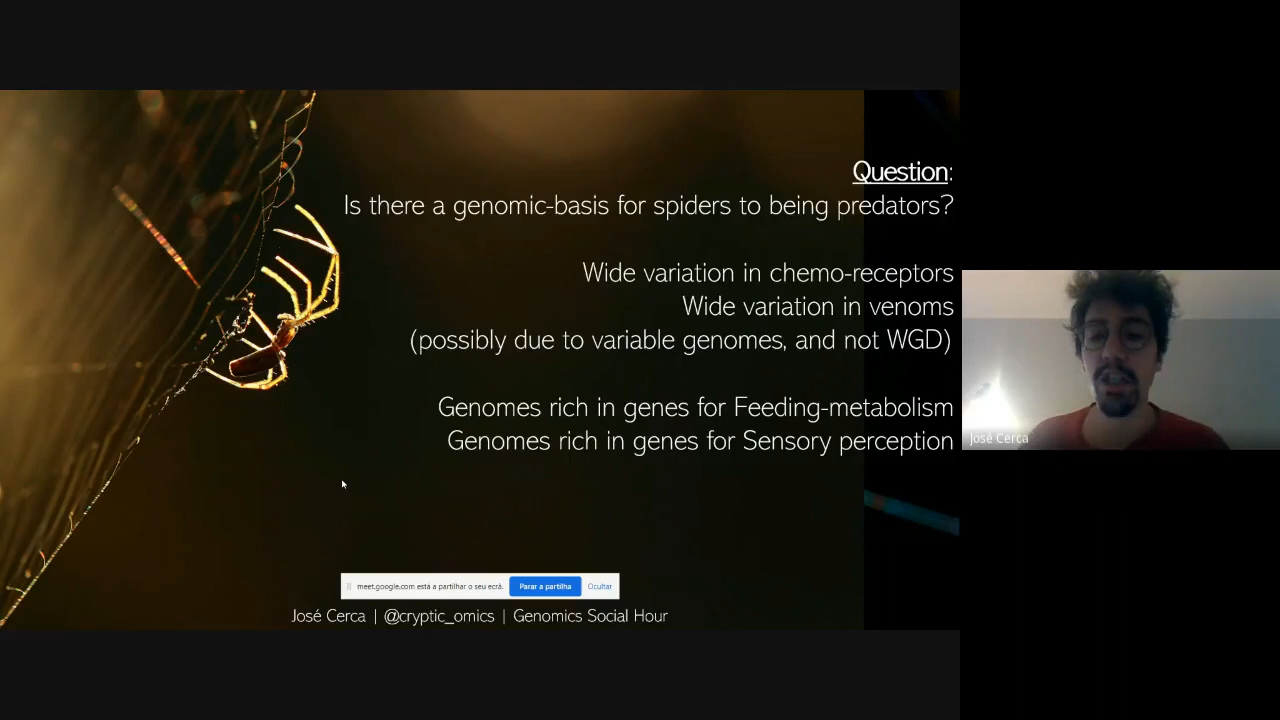 Question:
Is there a genomic-basis for spiders to being predators?
Wide variation in chemo-receptors
Wide variation in venoms
(possibly due to variable genomes, and not WGD)
Genomes rich in genes for Feeding-metabolism
Genomes rich in genes for Sensory perception
José Cerca
meet.google.com está a partilhar o seu ecrã.
Parar a partilha
Ocultar
José Cerca | @cryptic_omics | Genomics Social Hour